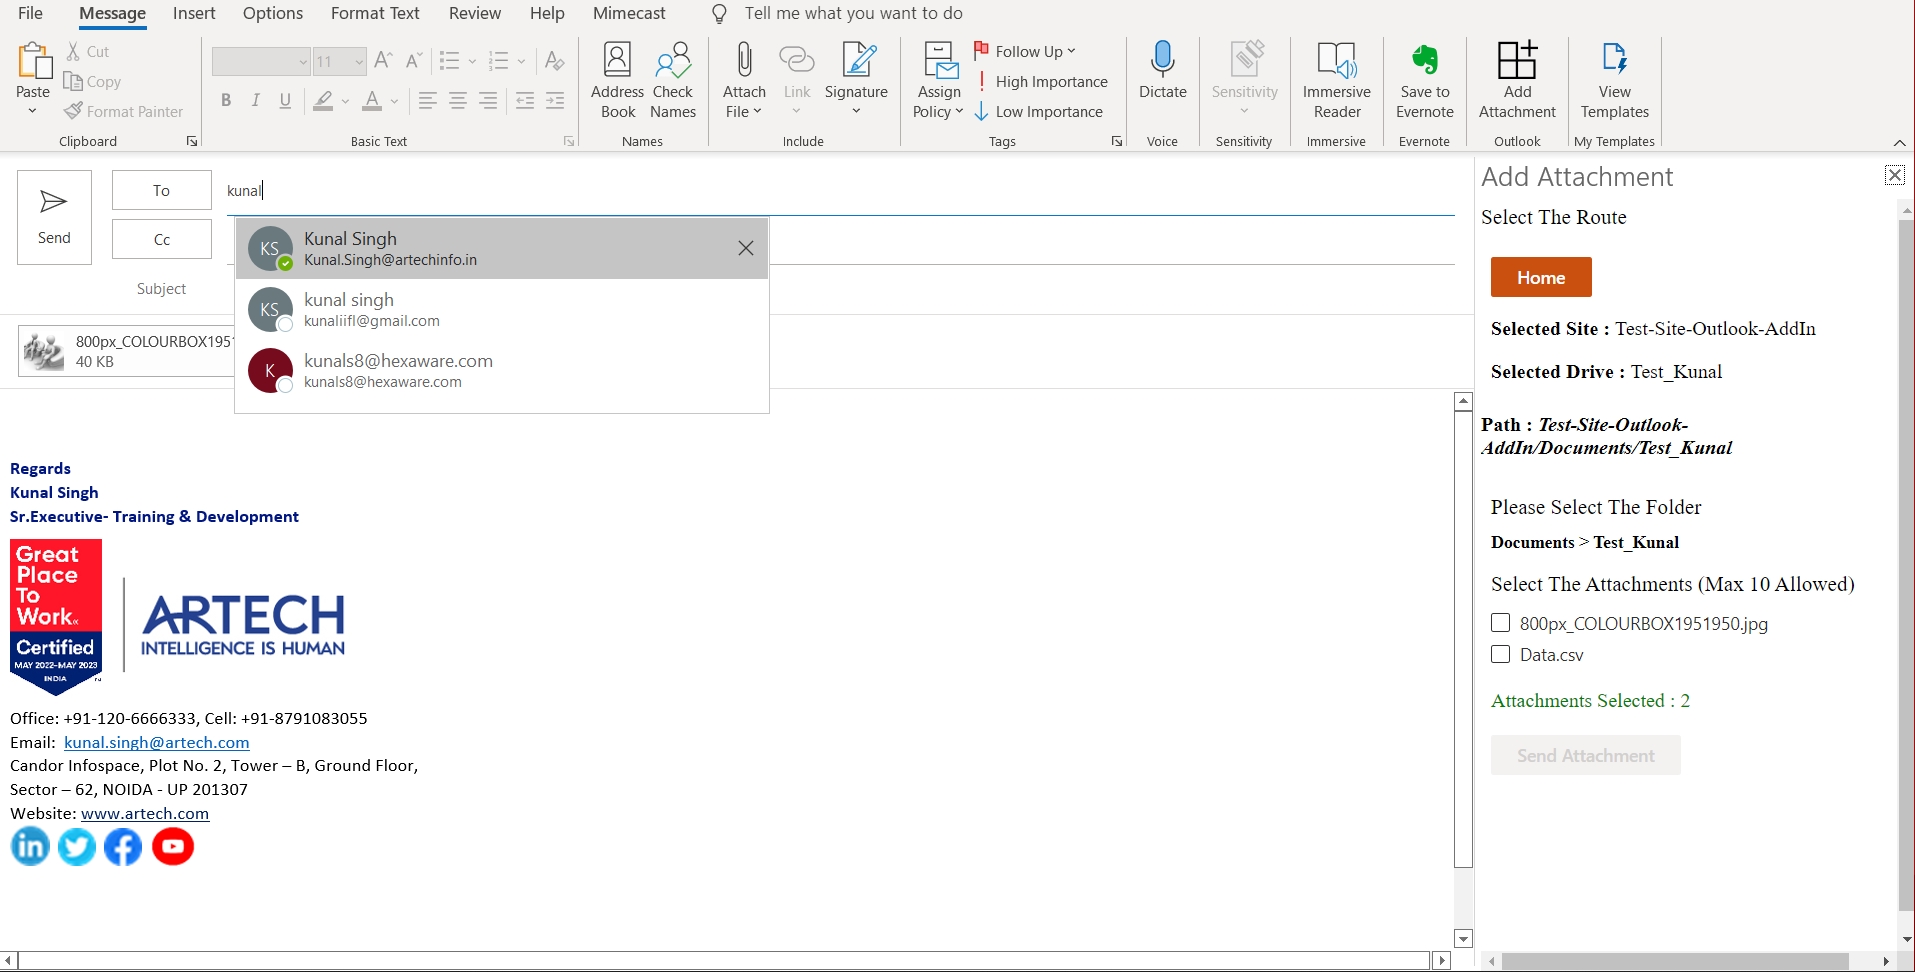 File Message Insert Options Format Text Review Help Mimecast Tell me what you want to do
Paste
Cut
Copy
Format Painter
Clipboard
11
B I U
Basic Text
Address Book
Check Names
Names
Attach File
Link
Signature
Include
Assign Policy
Follow Up
High Importance
Low Importance
Tags
Dictate
Voice
Sensitivity
Sensitivity
Immersive Reader
Immersive
Save to Evernote
Evernote
Add Attachment
Outlook
View Templates
My Templates
Send
To
kunal
Cc
Subject
Kunal Singh
Kunal.Singh@artechinfo.in
kunal singh
kunaliifl@gmail.com
kunals8@hexaware.com
kunals8@hexaware.com
KS
KS
K
800px_COLOURBOX195
40 KB
Regards
Kunal Singh
Sr.Executive- Training & Development
Great
Place
To
Work.
Certified
MAY 2022-MAY 2023
INDIA
ARTECH
INTELLIGENCE IS HUMAN
Office: +91-120-6666333, Cell: +91-8791083055
Email: kunal.singh@artech.com
Candor Infospace, Plot No. 2, Tower – B, Ground Floor,
Sector – 62, NOIDA - UP 201307
Website: www.artech.com
in
Add Attachment
Select The Route
Home
Selected Site : Test-Site-Outlook-AddIn
Selected Drive : Test_Kunal
Path : Test-Site-Outlook-
AddIn/Documents/Test_Kunal
Please Select The Folder
Documents > Test_Kunal
Select The Attachments (Max 10 Allowed)
800px_COLOURBOX1951950.jpg
Data.csv
Attachments Selected : 2
Send Attachment